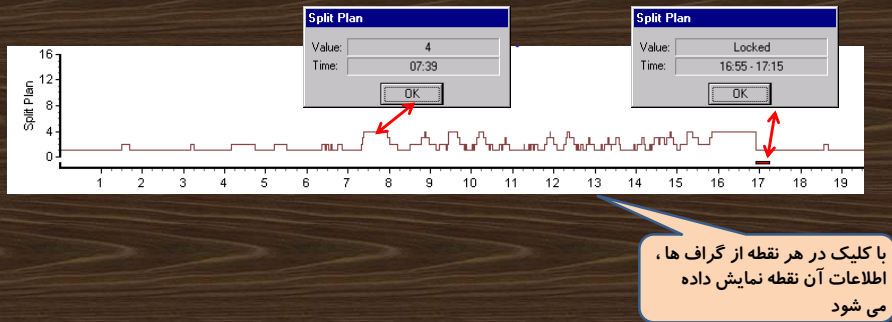 Split Plan
Value: 4
Time: 07:39
OK
Split Plan
Value: Locked
Time: 16:55 - 17:15
OK
Split Plan
16
12
8
4
0
1 2 3 4 5 6 7 8 9 10 11 12 13 14 15 16 17 18 19
با کلیک در هر نقطه از گراف ها ،
اطلاعات آن نقطه نمایش داده
می شود